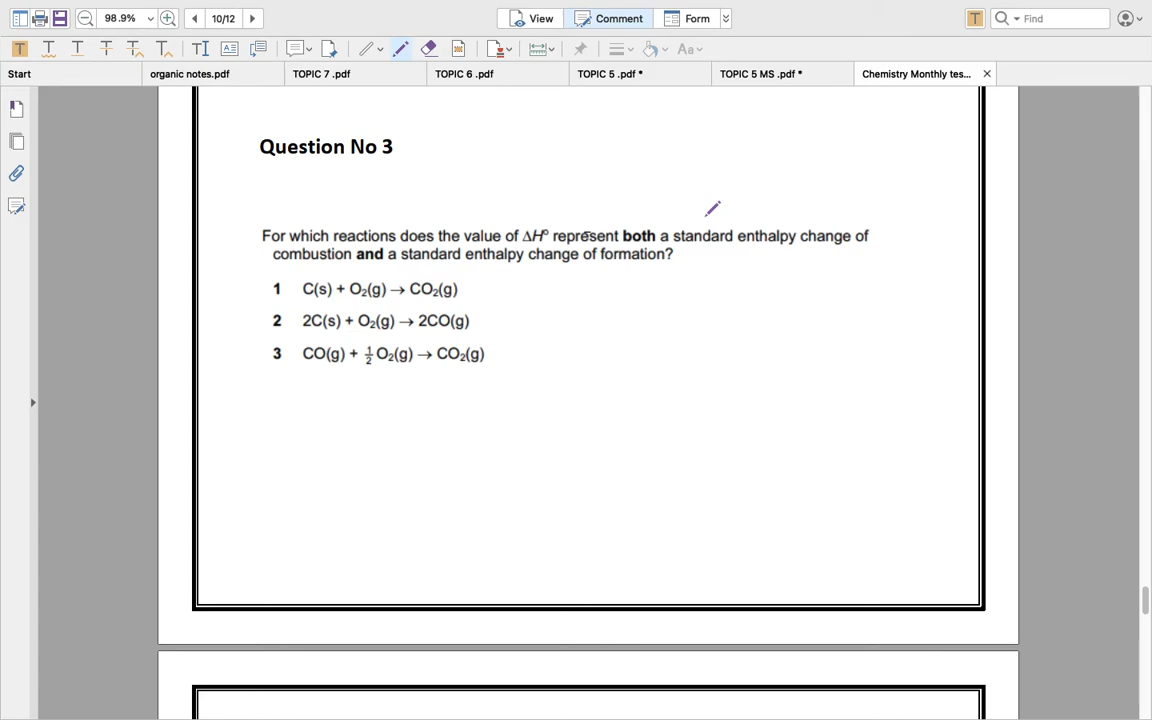 98.9%
10/12
View
Comment
Form
Find
Start
organic notes.pdf
TOPIC 7 .pdf
TOPIC 6 .pdf
TOPIC 5 .pdf *
TOPIC 5 MS .pdf *
Chemistry Monthly tes...
Question No 3
For which reactions does the value of ΔH° represent both a standard enthalpy change of
combustion and a standard enthalpy change of formation?
1 C(s) + O₂(g) → CO₂(g)
2 2C(s) + O₂(g) → 2CO(g)
3 CO(g) + ½ O₂(g) → CO₂(g)